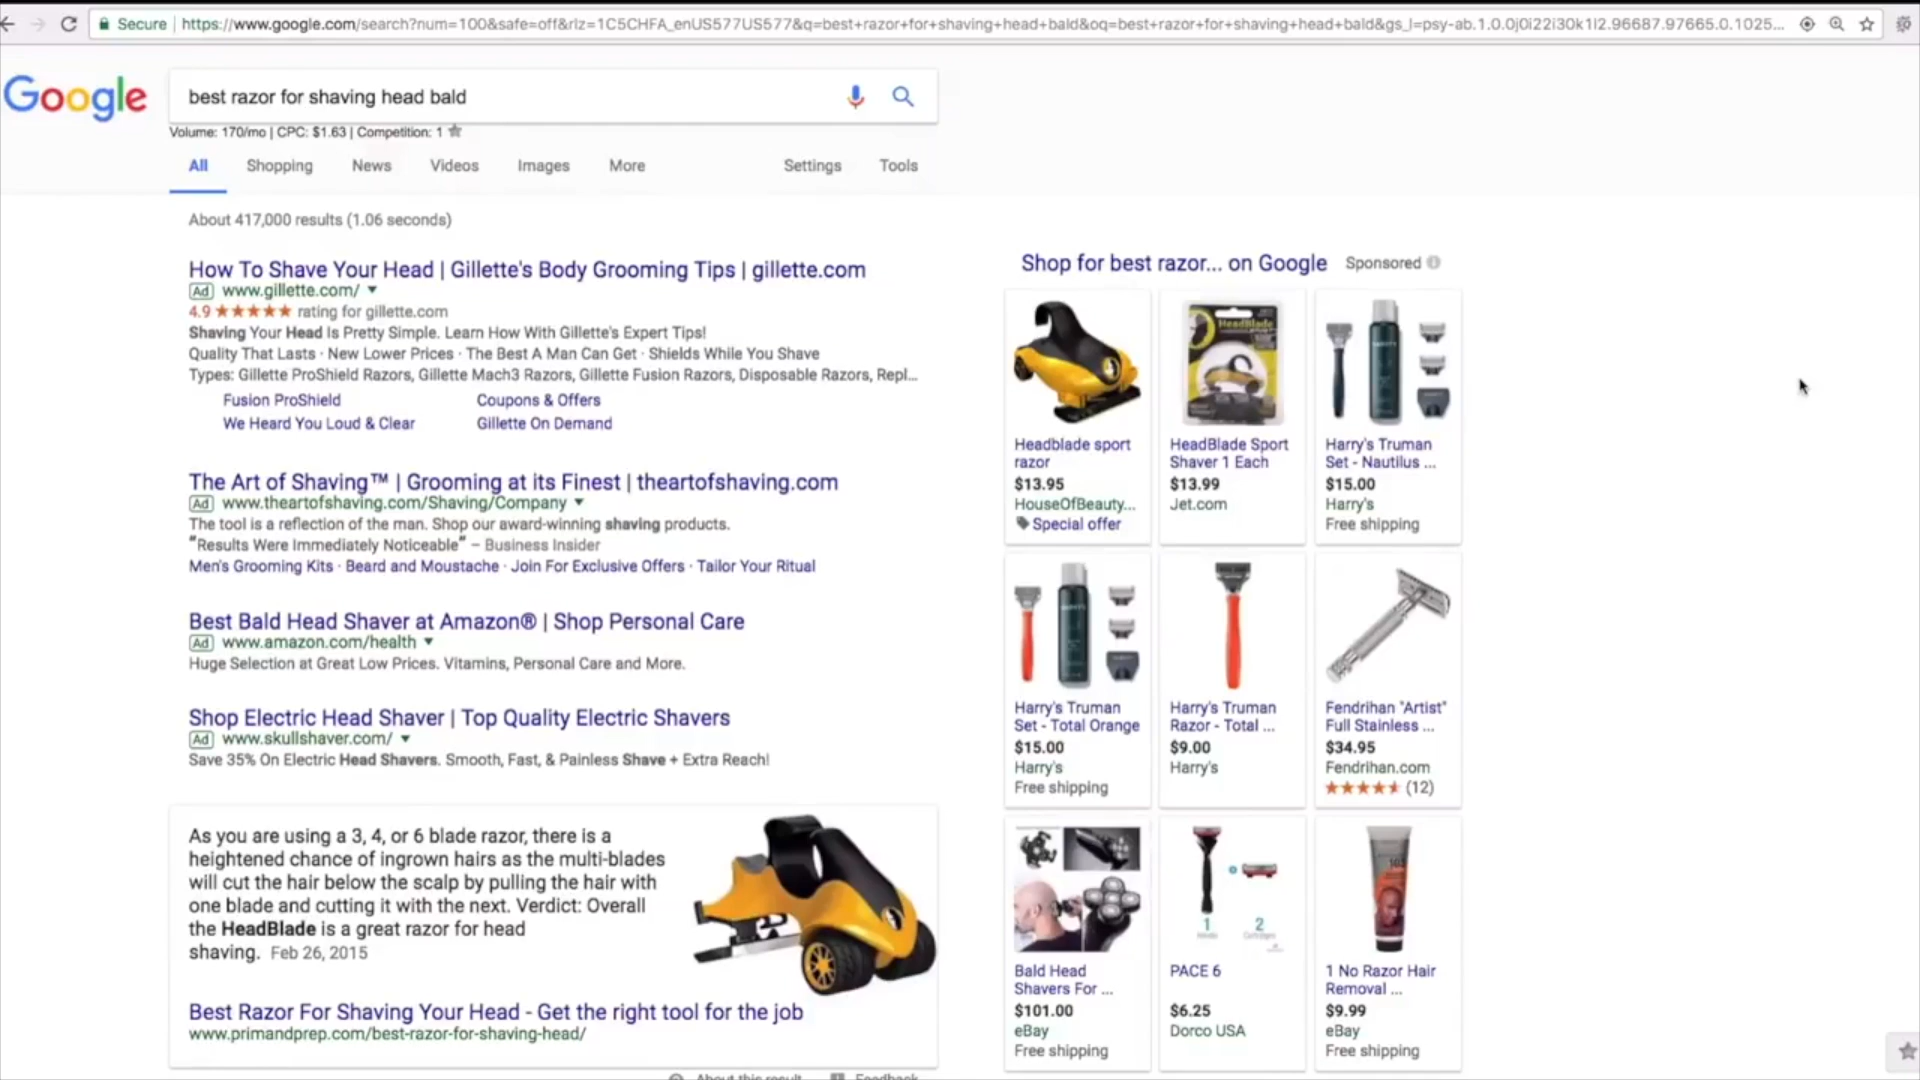 Secure | https://www.google.com/search?num=100&safe=off&rlz=1C5CHFA_enUS577US577&q=best+razor+for+shaving+head+bald&oq=best+razor+for+shaving+head+bald&gs_l=psy-ab.1.0.0j0i22i30k1l2.96687.97665.0.1025...
Google
best razor for shaving head bald
Volume: 170/mo | CPC: $1.63 | Competition: 1
All Shopping News Videos Images More Settings Tools
About 417,000 results (1.06 seconds)
How To Shave Your Head | Gillette's Body Grooming Tips | gillette.com
Ad www.gillette.com/
4.9 ★★★★★ rating for gillette.com
Shaving Your Head Is Pretty Simple. Learn How With Gillette's Expert Tips!
Quality That Lasts · New Lower Prices · The Best A Man Can Get · Shields While You Shave
Types: Gillette ProShield Razors, Gillette Mach3 Razors, Gillette Fusion Razors, Disposable Razors, Repl...
Fusion ProShield Coupons & Offers
We Heard You Loud & Clear Gillette On Demand
The Art of Shaving™ | Grooming at its Finest | theartofshaving.com
Ad www.theartofshaving.com/Shaving/Company
The tool is a reflection of the man. Shop our award-winning shaving products.
"Results Were Immediately Noticeable" – Business Insider
Men's Grooming Kits · Beard and Moustache · Join For Exclusive Offers · Tailor Your Ritual
Best Bald Head Shaver at Amazon® | Shop Personal Care
Ad www.amazon.com/health
Huge Selection at Great Low Prices. Vitamins, Personal Care and More.
Shop Electric Head Shaver | Top Quality Electric Shavers
Ad www.skullshaver.com/
Save 35% On Electric Head Shavers. Smooth, Fast, & Painless Shave + Extra Reach!
As you are using a 3, 4, or 6 blade razor, there is a
heightened chance of ingrown hairs as the multi-blades
will cut the hair below the scalp by pulling the hair with
one blade and cutting it with the next. Verdict: Overall
the HeadBlade is a great razor for head
shaving. Feb 26, 2015
Best Razor For Shaving Your Head - Get the right tool for the job
www.primandprep.com/best-razor-for-shaving-head/
About this result Feedback
Shop for best razor... on Google Sponsored
Headblade sport
razor
$13.95
HouseOfBeauty...
Special offer
HeadBlade
HeadBlade Sport
Shaver 1 Each
$13.99
Jet.com
Harry's Truman
Set - Nautilus ...
$15.00
Harry's
Free shipping
Harry's Truman
Set - Total Orange
$15.00
Harry's
Free shipping
Harry's Truman
Razor - Total ...
$9.00
Harry's
Fendrihan "Artist"
Full Stainless ...
$34.95
Fendrihan.com
(12)
Bald Head
Shavers For ...
$101.00
eBay
Free shipping
1 2
PACE 6
$6.25
Dorco USA
1 No Razor Hair
Removal ...
$9.99
eBay
Free shipping